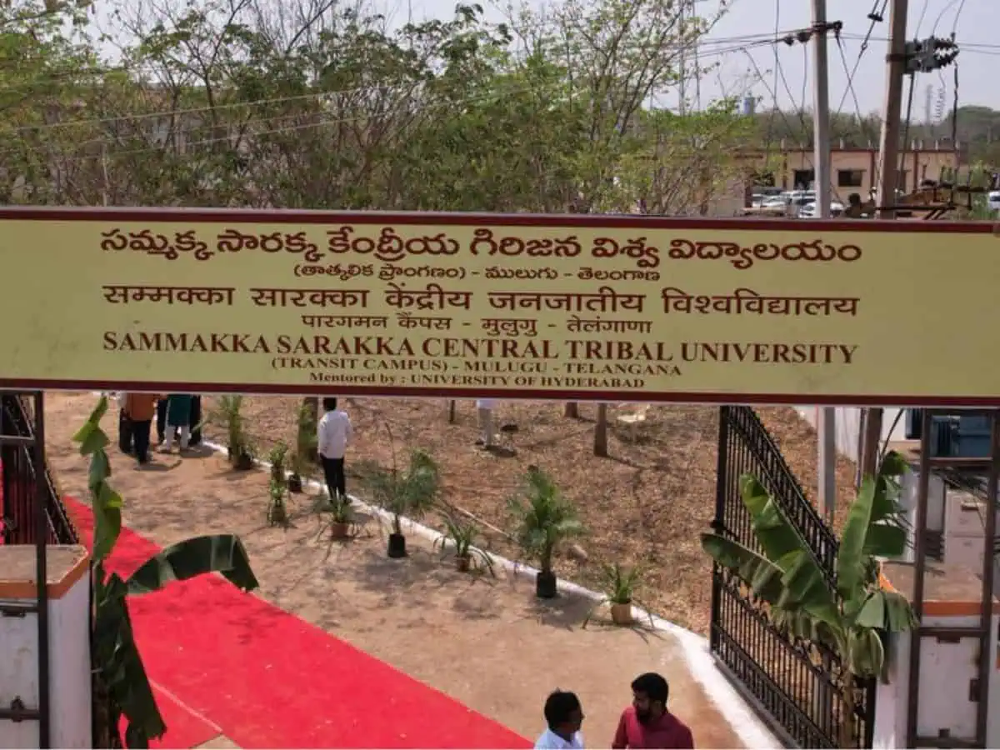 సమ్మక్క సారక్క కేంద్రీయ గిరిజన విశ్వ విద్యాలయం
(తాత్కలిక ప్రాంగణం) - ములుగు - తెలంగాణ
सम्मक्का सारक्का केंद्रीय जनजातीय विश्वविद्यालय
पारगमन कैंपस - मुलुगु - तेलंगाणा
SAMMAKKA SARAKKA CENTRAL TRIBAL UNIVERSITY
(TRANSIT CAMPUS) - MULUGU - TELANGANA
Mentored by : UNIVERSITY OF HYDERABAD